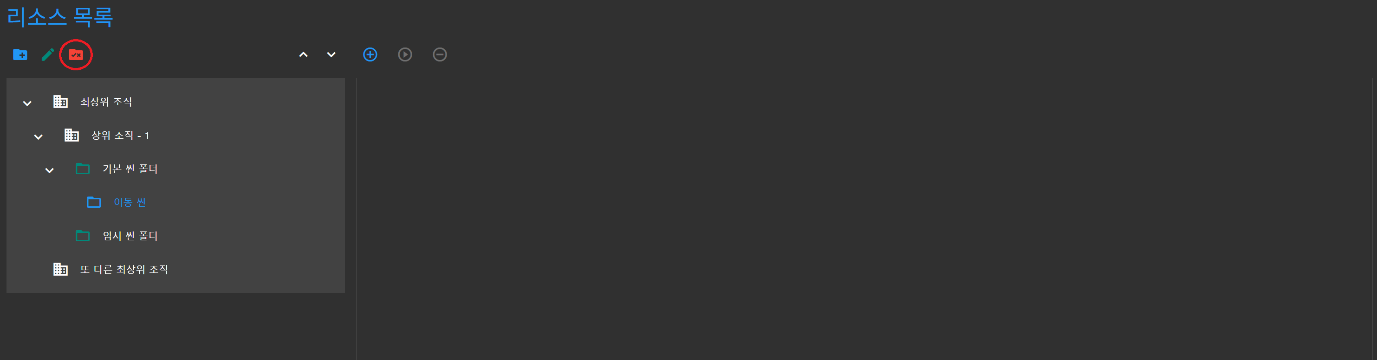 리소스 목록
최상위 조직
상위 조직 - 1
기본 씬 폴더
이동 씬
임시 씬 폴더
또 다른 최상위 조직